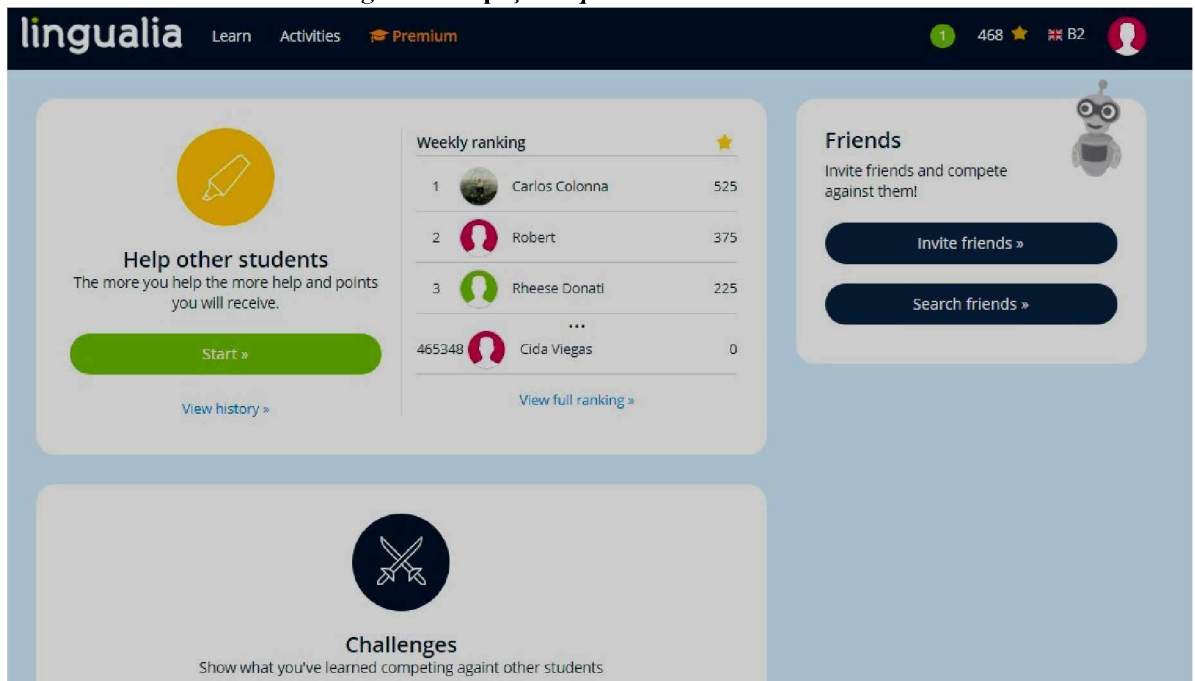 lingualia Learn Activities Premium 1 468 B2
Help other students
The more you help the more help and points
you will receive.
Start »
View history »
Weekly ranking
1 Carlos Colonna 525
2 Robert 375
3 Rheese Donati 225
...
465348 Cida Viegas 0
View full ranking »
Friends
Invite friends and compete
against them!
Invite friends »
Search friends »
Challenges
Show what you've learned competing againt other students